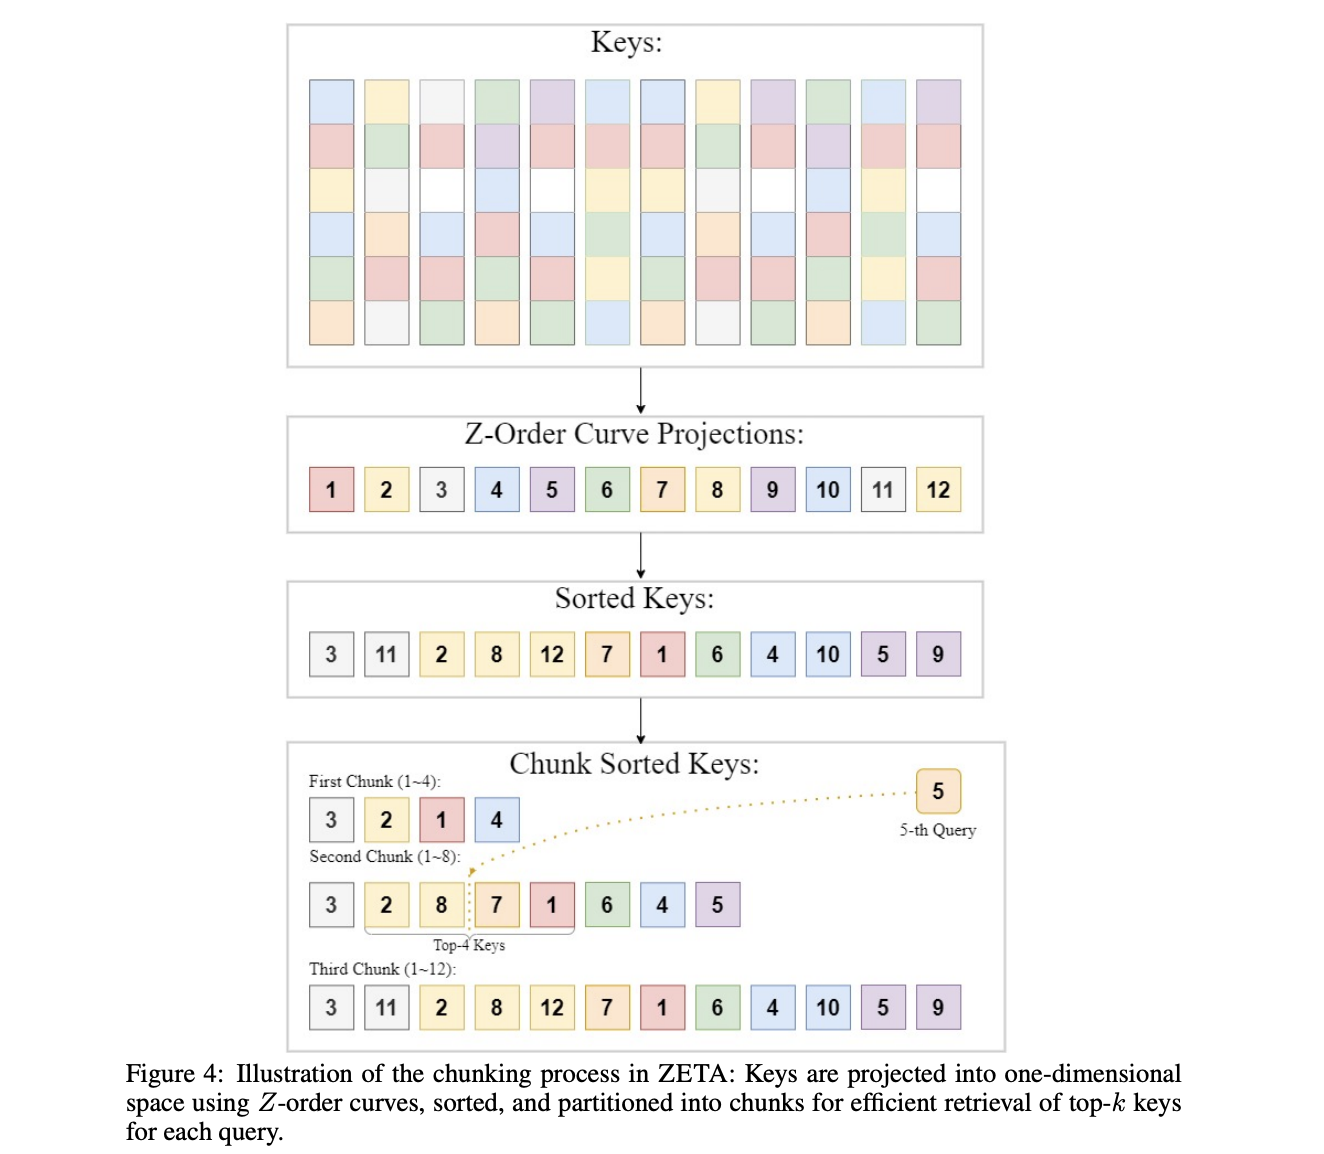 Keys:
Z-Order Curve Projections:
1 2 3 4 5 6 7 8 9 10 11 12
Sorted Keys:
3 11 2 8 12 7 1 6 4 10 5 9
Chunk Sorted Keys:
First Chunk (1~4):
3 2 1 4
5
5-th Query
Second Chunk (1~8):
3 2 8 7 1 6 4 5
Top-4 Keys
Third Chunk (1~12):
3 11 2 8 12 7 1 6 4 10 5 9
Figure 4: Illustration of the chunking process in ZETA: Keys are projected into one-dimensional
space using Z-order curves, sorted, and partitioned into chunks for efficient retrieval of top-k keys
for each query.